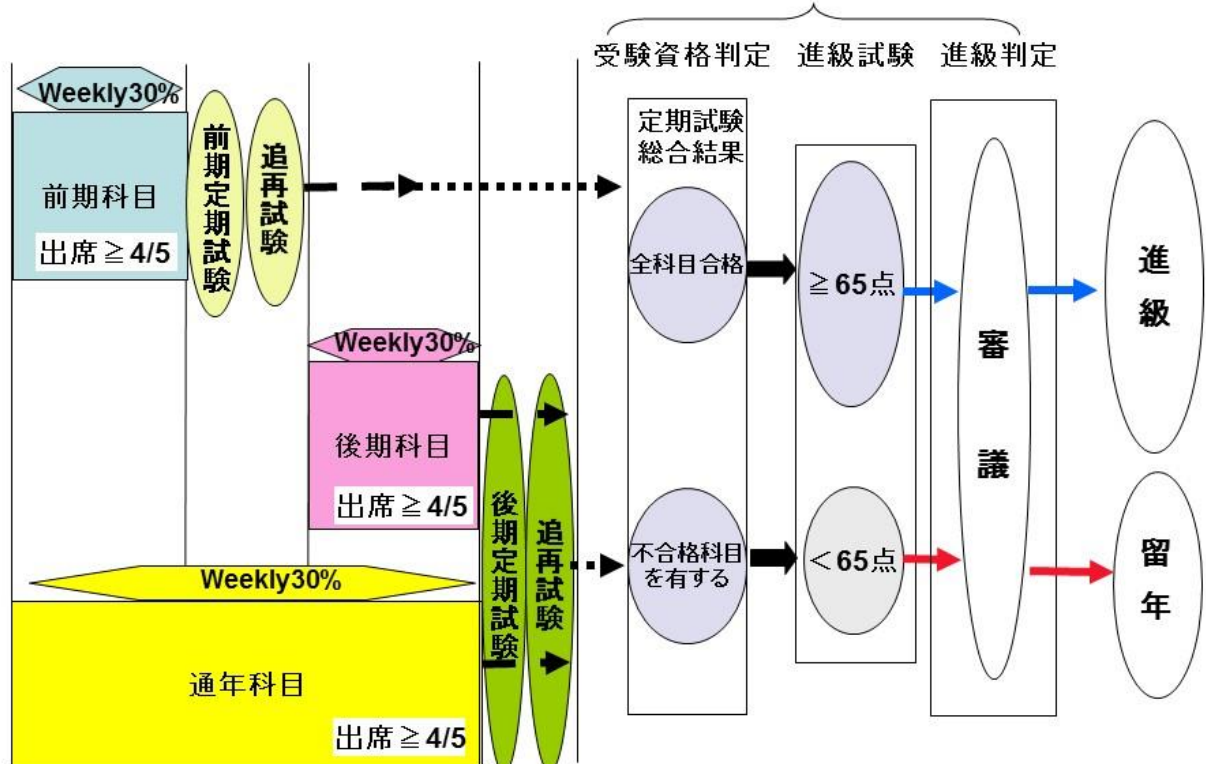 受験資格判定
進級試験
進級判定
Weekly30%
前期科目
出席≧4/5
前期定期試験
追再試験
定期試験
総合結果
全科目合格
≧65点
審議
進級
Weekly30%
後期科目
出席≧4/5
後期定期試験
追再試験
不合格科目
を有する
<65点
留年
Weekly30%
通年科目
出席≧4/5